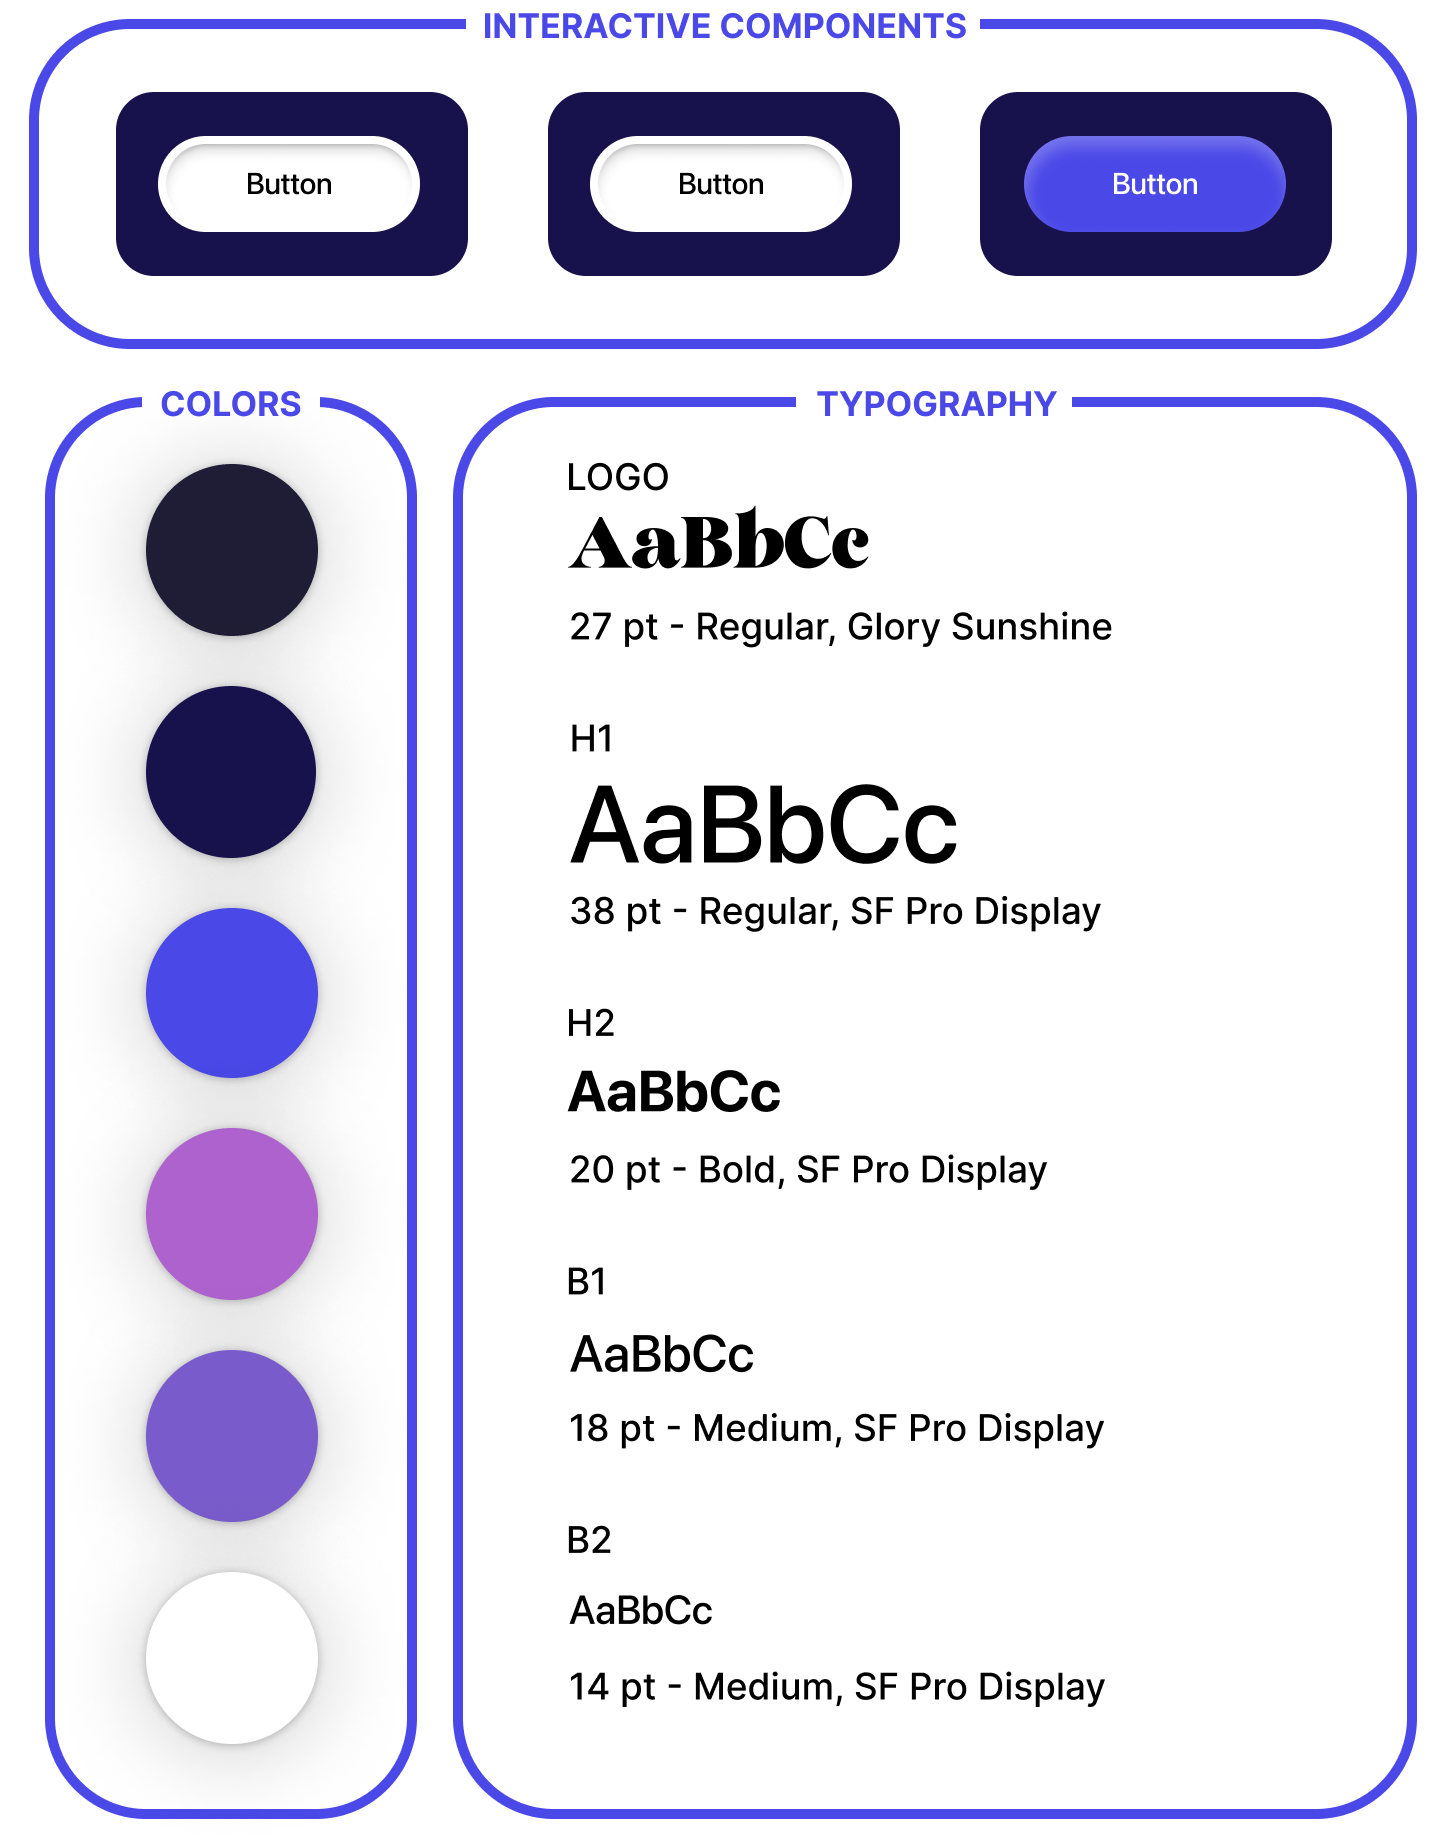 INTERACTIVE COMPONENTS
Button
Button
Button
COLORS
TYPOGRAPHY
LOGO
AaBbCc
27 pt - Regular, Glory Sunshine
H1
AaBbCc
38 pt - Regular, SF Pro Display
H2
AaBbCc
20 pt - Bold, SF Pro Display
B1
AaBbCc
18 pt - Medium, SF Pro Display
B2
AaBbCc
14 pt - Medium, SF Pro Display